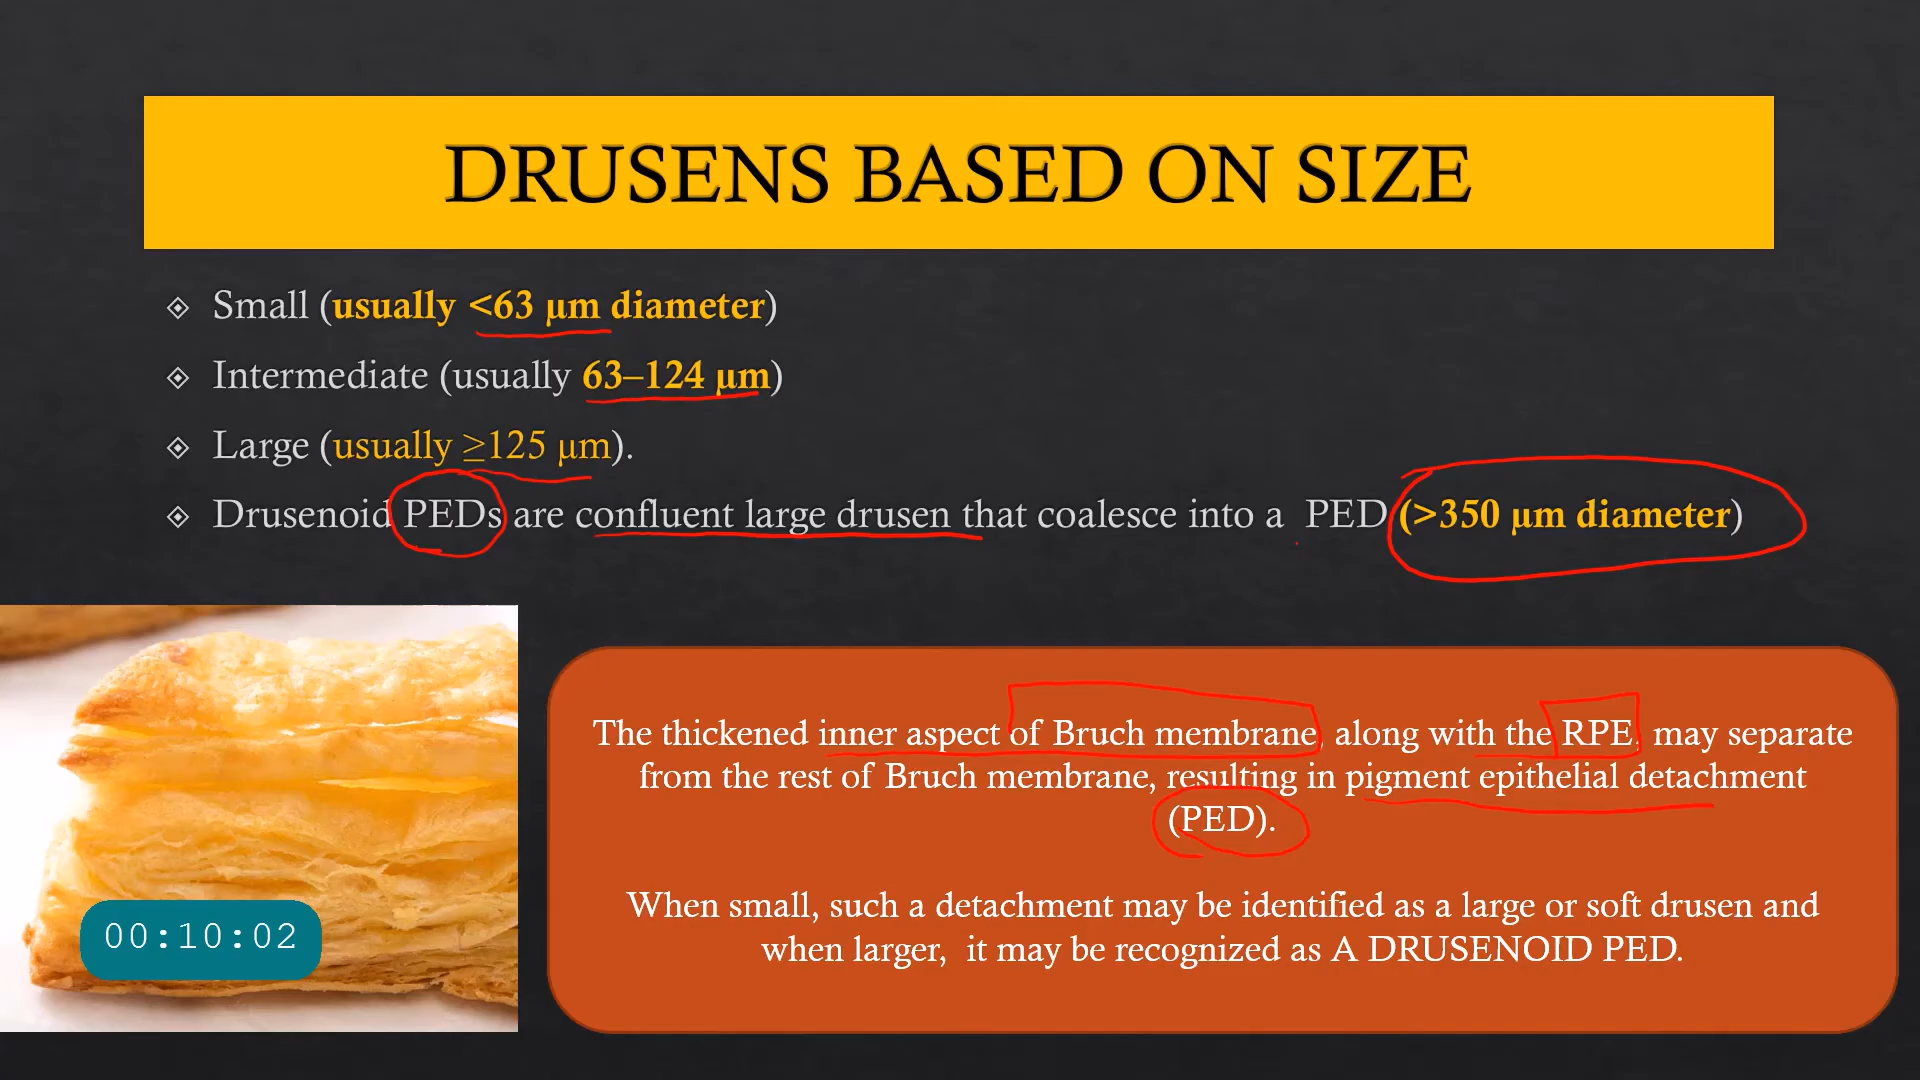 DRUSENS BASED ON SIZE
Small (usually <63 µm diameter)
Intermediate (usually 63–124 µm)
Large (usually ≥125 µm).
Drusenoid PEDs are confluent large drusen that coalesce into a PED (>350 µm diameter)
The thickened inner aspect of Bruch membrane, along with the RPE, may separate
from the rest of Bruch membrane, resulting in pigment epithelial detachment
(PED).
When small, such a detachment may be identified as a large or soft drusen and
when larger, it may be recognized as A DRUSENOID PED.
00:10:02